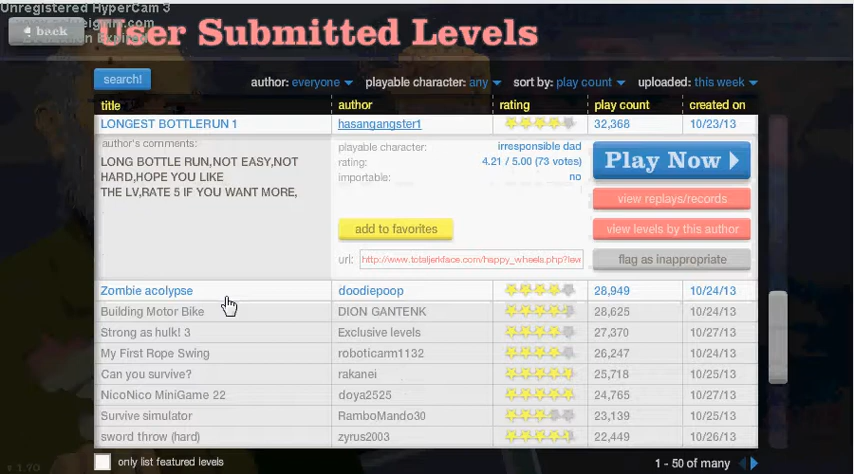 Unregistered HyperCam 3
back
User Submitted Levels
search!
author: everyone playable character: any sort by: play count uploaded: this week
title author rating play count created on
LONGEST BOTTLERUN 1 hasangangster1 32,368 10/23/13
author's comments:
LONG BOTTLE RUN,NOT EASY,NOT
HARD,HOPE YOU LIKE
THE LV,RATE 5 IF YOU WANT MORE,
playable character: irresponsible dad
rating: 4.21 / 5.00 (73 votes)
importable: no
Play Now
view replays/records
add to favorites
view levels by this author
url: http://www.totaljerkface.com/happy_wheels.php?leve
flag as inappropriate
Zombie acolypse doodiepoop 28,949 10/24/13
Building Motor Bike DION GANTENK 28,625 10/24/13
Strong as hulk! 3 Exclusive levels 27,370 10/27/13
My First Rope Swing roboticarm1132 26,247 10/24/13
Can you survive? rakanei 25,718 10/25/13
NicoNico MiniGame 22 doya2525 24,765 10/27/13
Survive simulator RamboMando30 23,139 10/25/13
sword throw (hard) zyrus2003 22,449 10/26/13
only list featured levels
1 - 50 of many
v 1.70